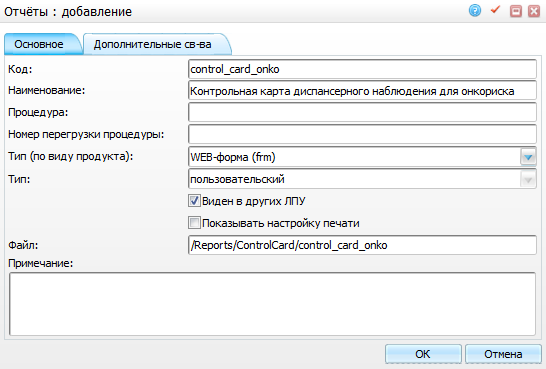 Отчёты : добавление
Основное Дополнительные св-ва
Код: control_card_onko
Наименование: Контрольная карта диспансерного наблюдения для онкориска
Процедура:
Номер перегрузки процедуры:
Тип (по виду продукта): WEB-форма (frm)
Тип: пользовательский
Виден в других ЛПУ
Показывать настройку печати
Файл: /Reports/ControlCard/control_card_onko
Примечание:
ОК Отмена